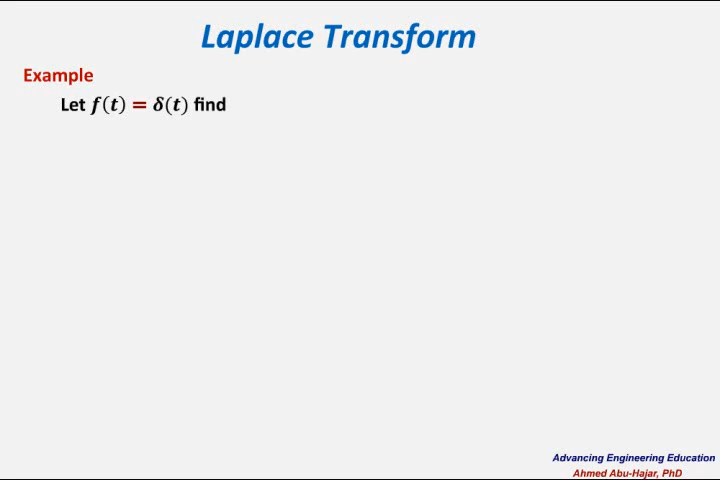 Laplace Transform
Example
Let f(t) = δ(t) find
Advancing Engineering Education
Ahmed Abu-Hajar, PhD